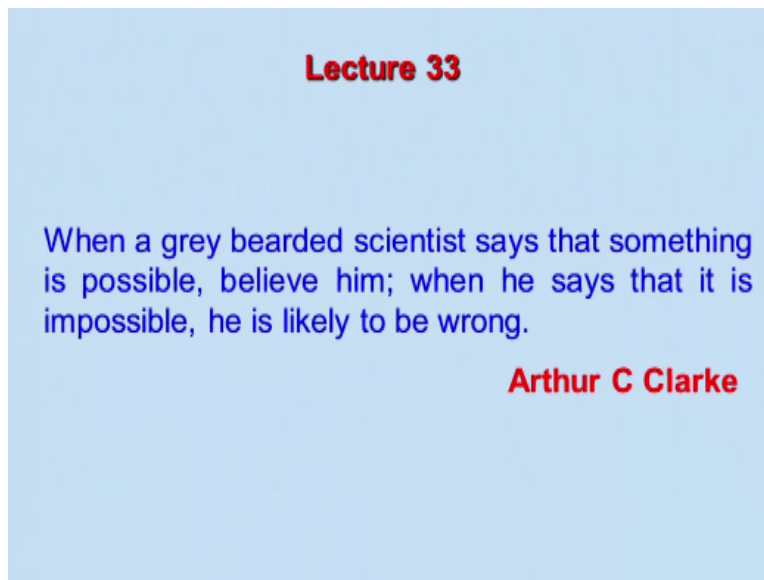 Lecture 33
When a grey bearded scientist says that something
is possible, believe him; when he says that it is
impossible, he is likely to be wrong.
Arthur C Clarke